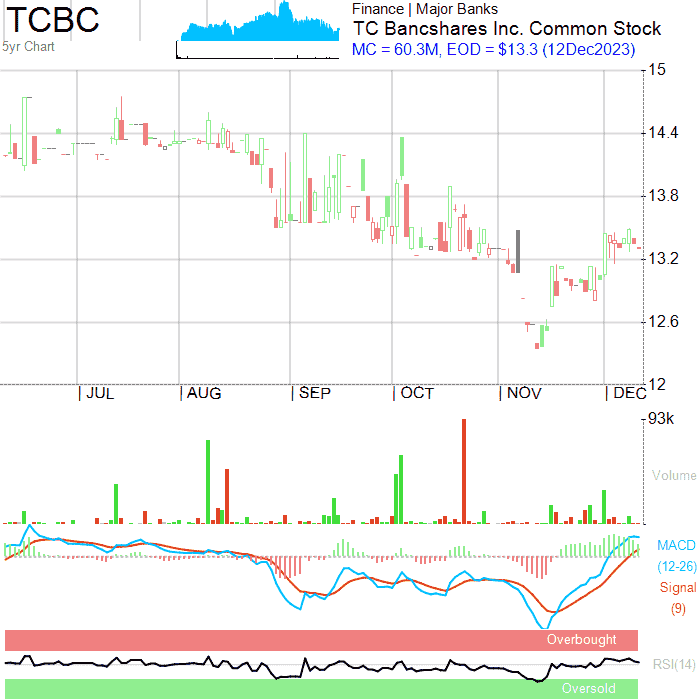 TCBC
5yr Chart
Finance | Major Banks
TC Bancshares Inc. Common Stock
MC = 60.3M, EOD = $13.3 (12Dec2023)
15
14.4
13.8
13.2
12.6
12
| JUL | AUG | SEP | OCT | NOV | DEC
93k
Volume
MACD
(12-26)
Signal
(9)
Overbought
RSI(14)
Oversold